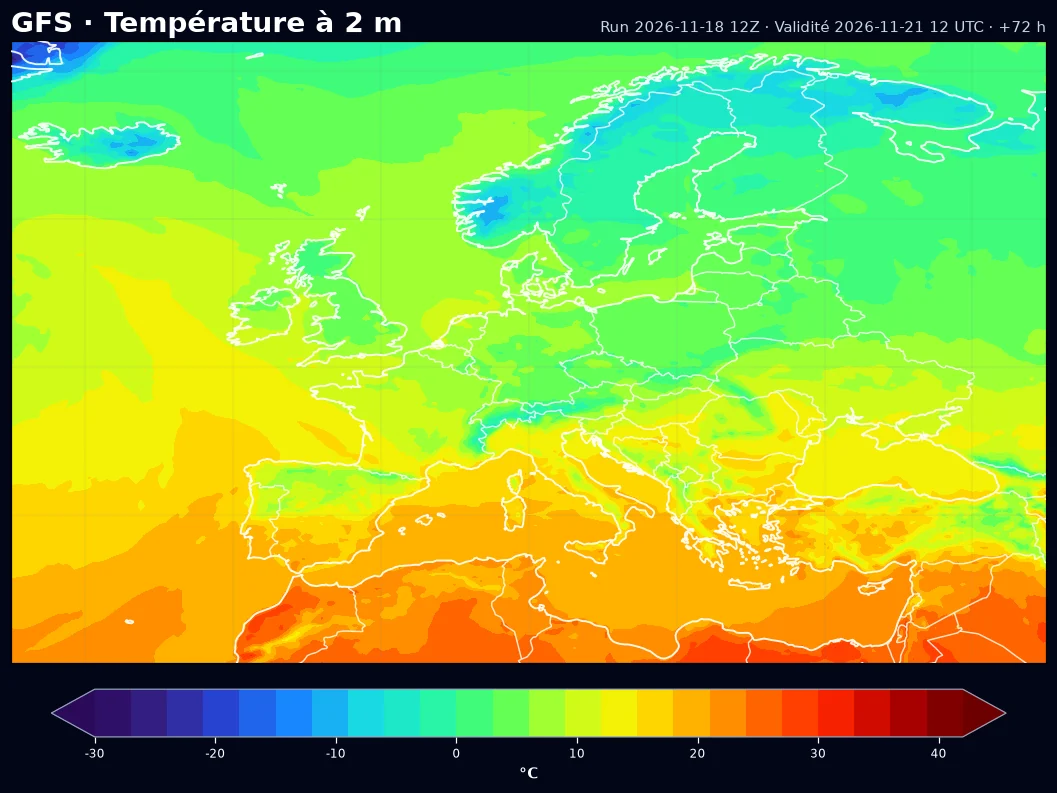 GFS · Température à 2 m
Run 2026-11-18 12Z · Validité 2026-11-21 12 UTC · +72 h
-30 -20 -10 0 10 20 30 40
°C